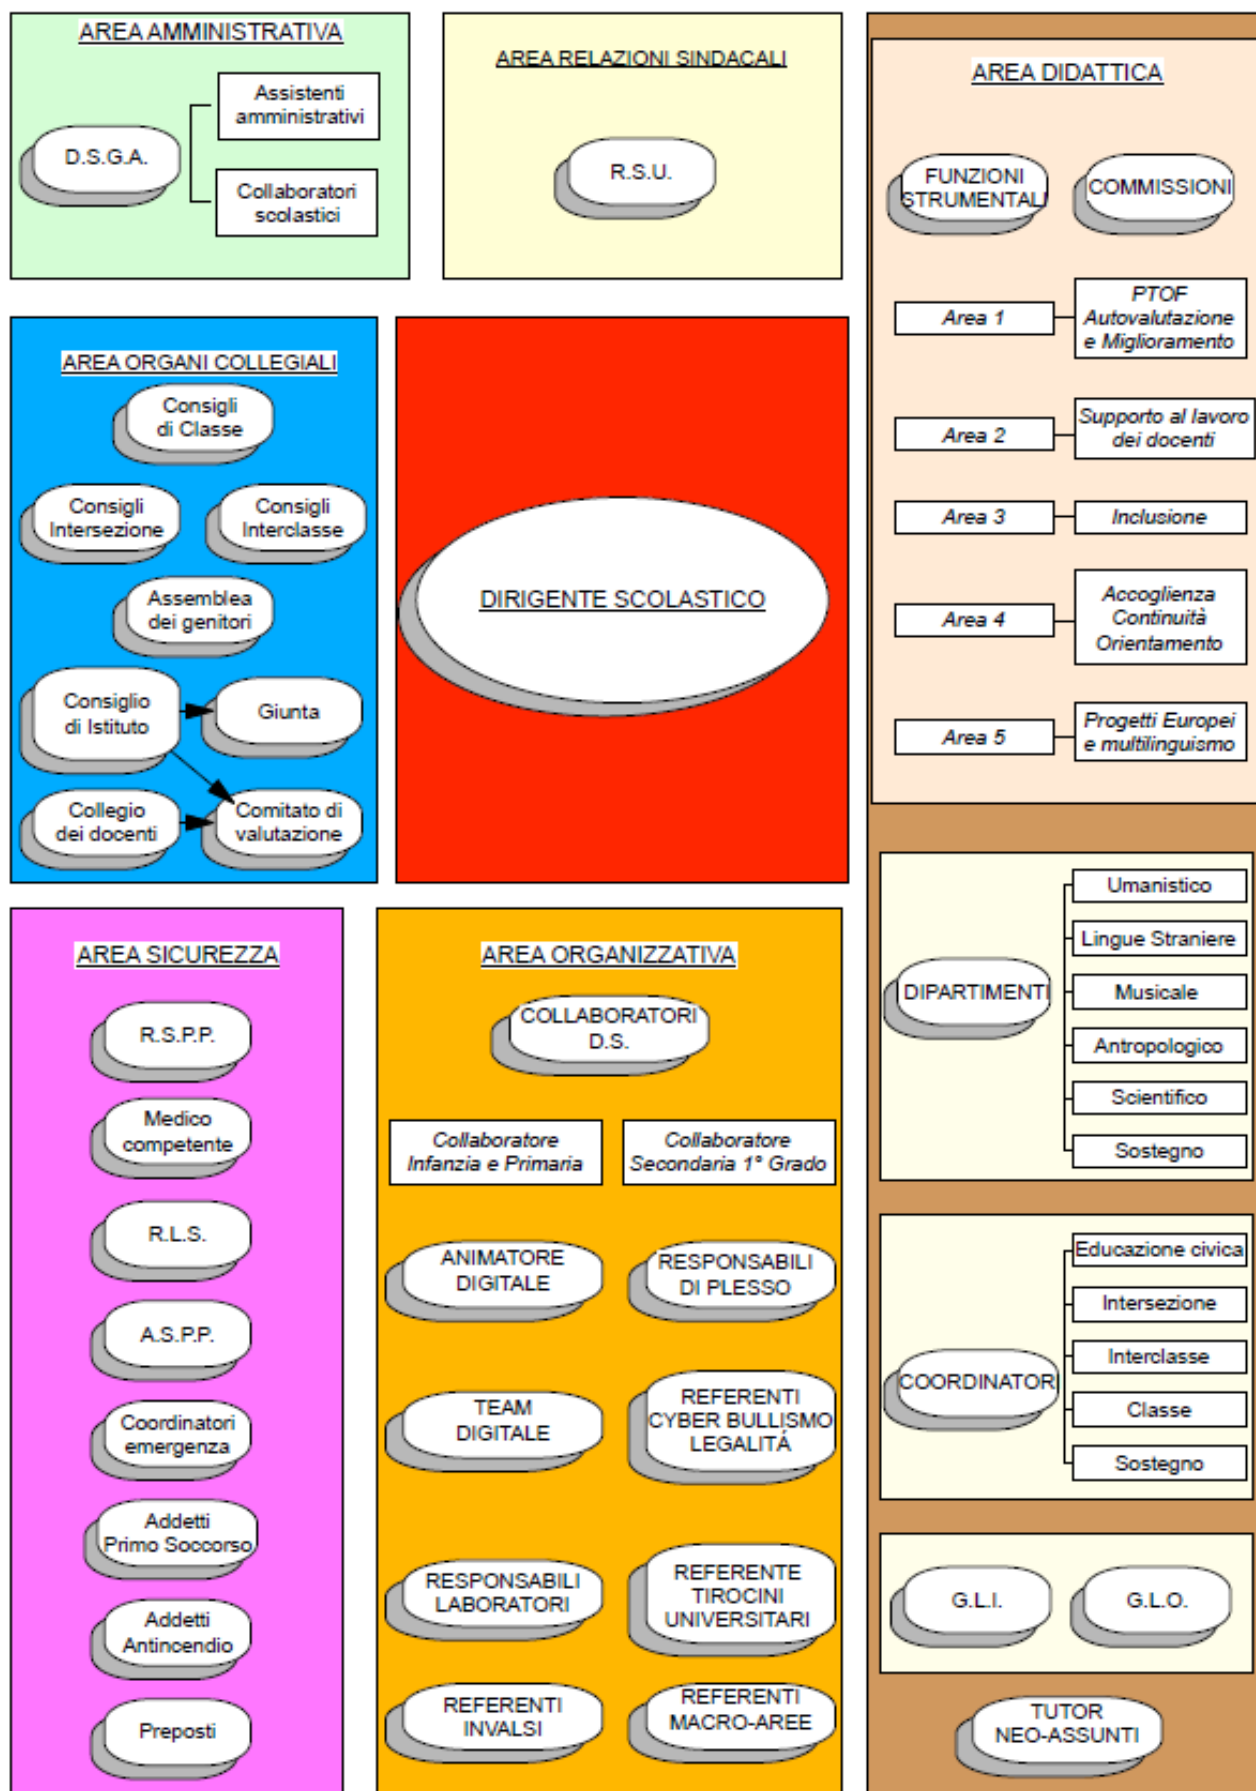 AREA AMMINISTRATIVA
D.S.G.A.
Assistenti
amministrativi
Collaboratori
scolastici
AREA RELAZIONI SINDACALI
R.S.U.
AREA DIDATTICA
FUNZIONI
STRUMENTALI
COMMISSIONI
Area 1
PTOF
Autovalutazione
e Miglioramento
Area 2
Supporto al lavoro
dei docenti
Area 3
Inclusione
Area 4
Accoglienza
Continuità
Orientamento
Area 5
Progetti Europei
e multilinguismo
AREA ORGANI COLLEGIALI
Consigli
di Classe
Consigli
Intersezione
Consigli
Interclasse
Assemblea
dei genitori
Consiglio
di Istituto
Giunta
Collegio
dei docenti
Comitato di
valutazione
DIRIGENTE SCOLASTICO
DIPARTIMENTI
Umanistico
Lingue Straniere
Musicale
Antropologico
Scientifico
Sostegno
AREA SICUREZZA
R.S.P.P.
Medico
competente
R.L.S.
A.S.P.P.
Coordinatori
emergenza
Addetti
Primo Soccorso
Addetti
Antincendio
Preposti
AREA ORGANIZZATIVA
COLLABORATORI
D.S.
Collaboratore
Infanzia e Primaria
Collaboratore
Secondaria 1° Grado
ANIMATORE
DIGITALE
RESPONSABILI
DI PLESSO
TEAM
DIGITALE
REFERENTI
CYBER BULLISMO
LEGALITÁ
RESPONSABILI
LABORATORI
REFERENTE
TIROCINI
UNIVERSITARI
REFERENTI
INVALSI
REFERENTI
MACRO-AREE
COORDINATORI
Educazione civica
Intersezione
Interclasse
Classe
Sostegno
G.L.I.
G.L.O.
TUTOR
NEO-ASSUNTI